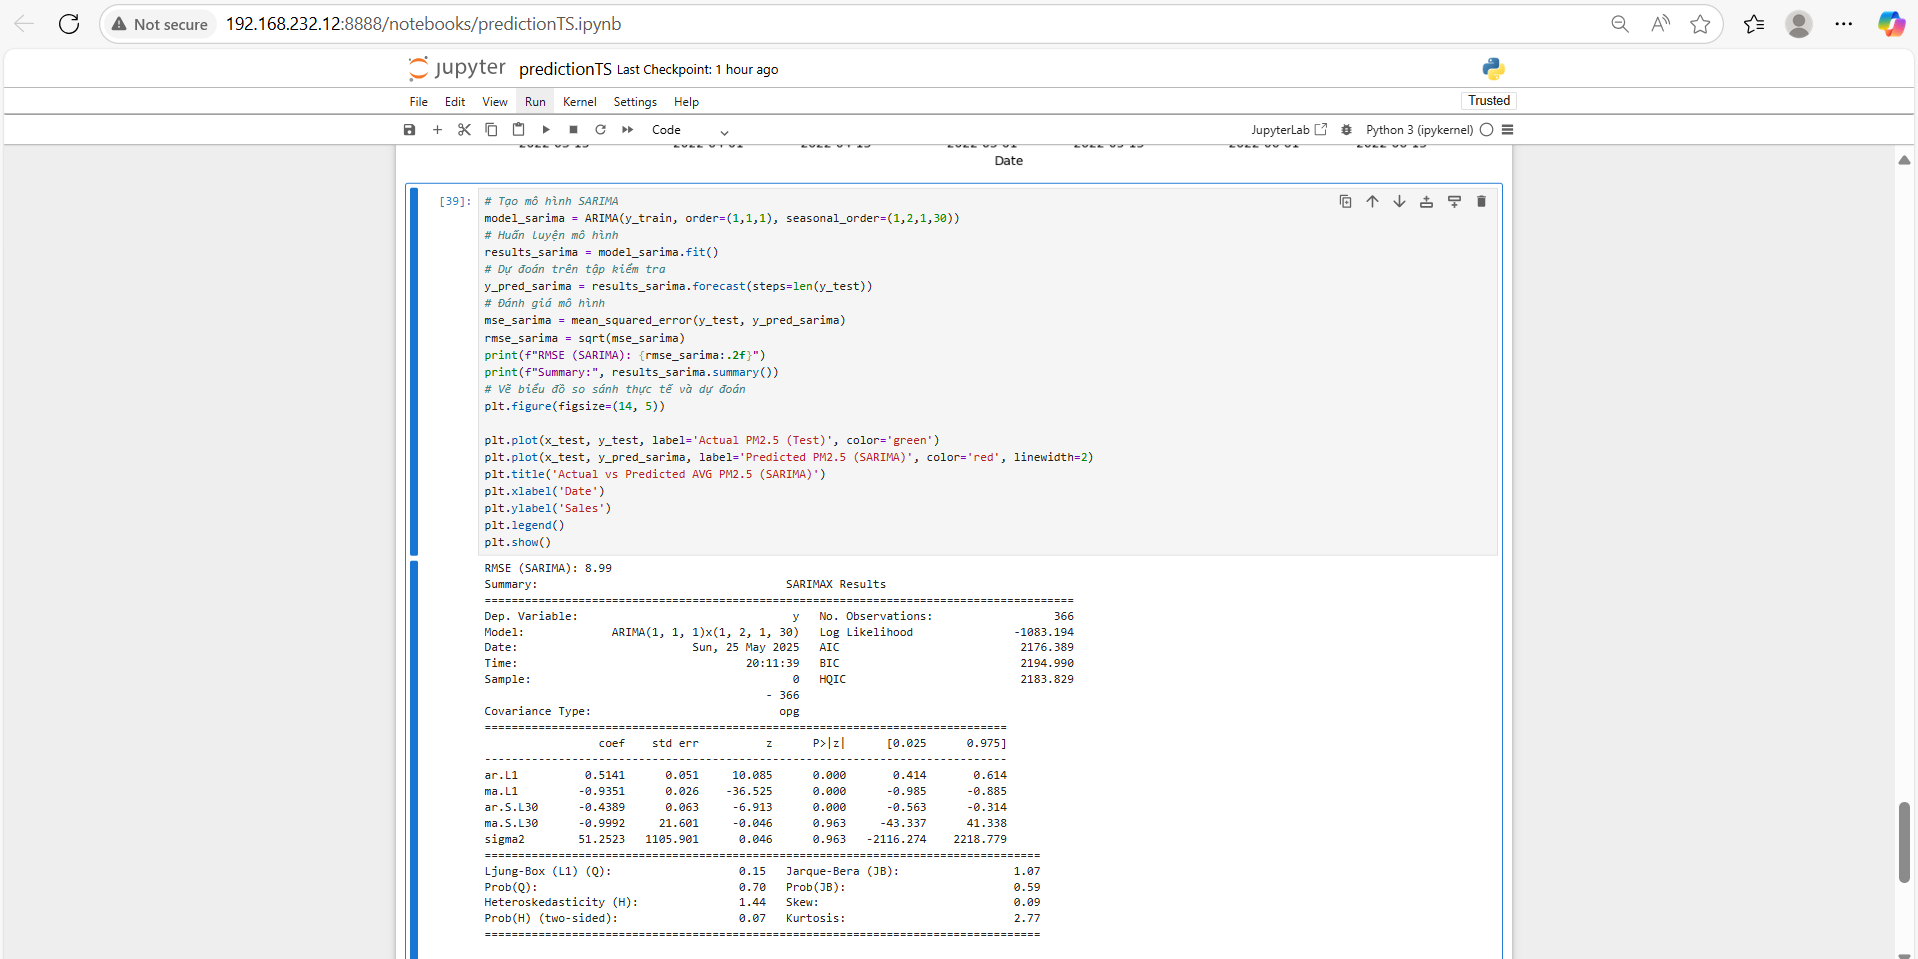 Not secure 192.168.232.12:8888/notebooks/predictionTS.ipynb
jupyter predictionTS Last Checkpoint: 1 hour ago
File Edit View Run Kernel Settings Help Trusted
Code JupyterLab Python 3 (ipykernel)
Date
[39]: # Tạo mô hình SARIMA
model_sarima = ARIMA(y_train, order=(1,1,1), seasonal_order=(1,2,1,30))
# Huấn luyện mô hình
results_sarima = model_sarima.fit()
# Dự đoán trên tập kiểm tra
y_pred_sarima = results_sarima.forecast(steps=len(y_test))
# Đánh giá mô hình
mse_sarima = mean_squared_error(y_test, y_pred_sarima)
rmse_sarima = sqrt(mse_sarima)
print(f"RMSE (SARIMA): {rmse_sarima:.2f}")
print(f"Summary:", results_sarima.summary())
# Vẽ biểu đồ so sánh thực tế và dự đoán
plt.figure(figsize=(14, 5))
plt.plot(x_test, y_test, label='Actual PM2.5 (Test)', color='green')
plt.plot(x_test, y_pred_sarima, label='Predicted PM2.5 (SARIMA)', color='red', linewidth=2)
plt.title('Actual vs Predicted AVG PM2.5 (SARIMA)')
plt.xlabel('Date')
plt.ylabel('Sales')
plt.legend()
plt.show()
RMSE (SARIMA): 8.99
Summary: SARIMAX Results
Dep. Variable: y No. Observations: 366
Model: ARIMA(1, 1, 1)x(1, 2, 1, 30) Log Likelihood -1083.194
Date: Sun, 25 May 2025 AIC 2176.389
Time: 20:11:39 BIC 2194.990
Sample: 0 HQIC 2183.829
- 366
Covariance Type: opg
coef std err z P>|z| [0.025 0.975]
ar.L1 0.5141 0.051 10.085 0.000 0.414 0.614
ma.L1 -0.9351 0.026 -36.525 0.000 -0.985 -0.885
ar.S.L30 -0.4389 0.063 -6.913 0.000 -0.563 -0.314
ma.S.L30 -0.9992 21.601 -0.046 0.963 -43.337 41.338
sigma2 51.2523 1105.901 0.046 0.963 -2116.274 2218.779
Ljung-Box (L1) (Q): 0.15 Jarque-Bera (JB): 1.07
Prob(Q): 0.70 Prob(JB): 0.59
Heteroskedasticity (H): 1.44 Skew: 0.09
Prob(H) (two-sided): 0.07 Kurtosis: 2.77